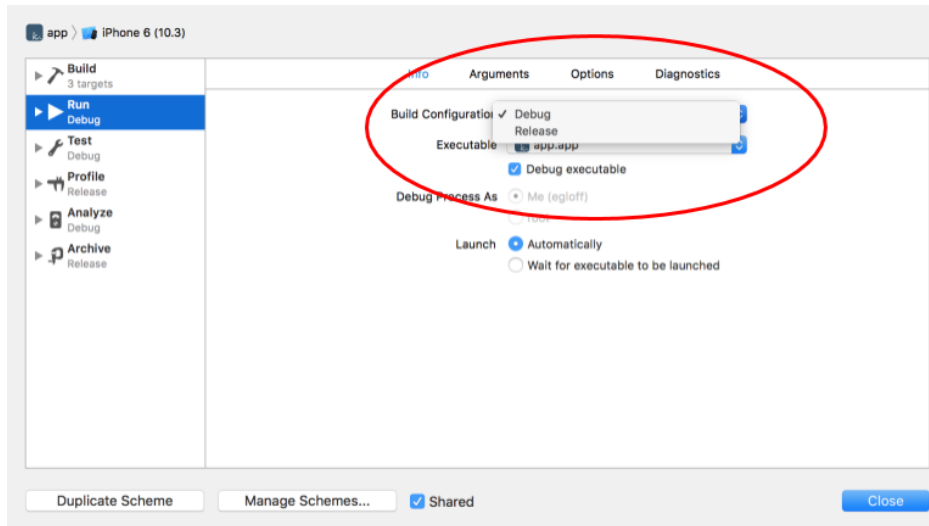 app iPhone 6 (10.3)
Build
3 targets
Run
Debug
Test
Debug
Profile
Release
Analyze
Debug
Archive
Release
Info Arguments Options Diagnostics
Build Configuration ✓ Debug
Release
Executable app.app
Debug executable
Debug Process As Me (egloff)
root
Launch Automatically
Wait for executable to be launched
Duplicate Scheme Manage Schemes... Shared Close